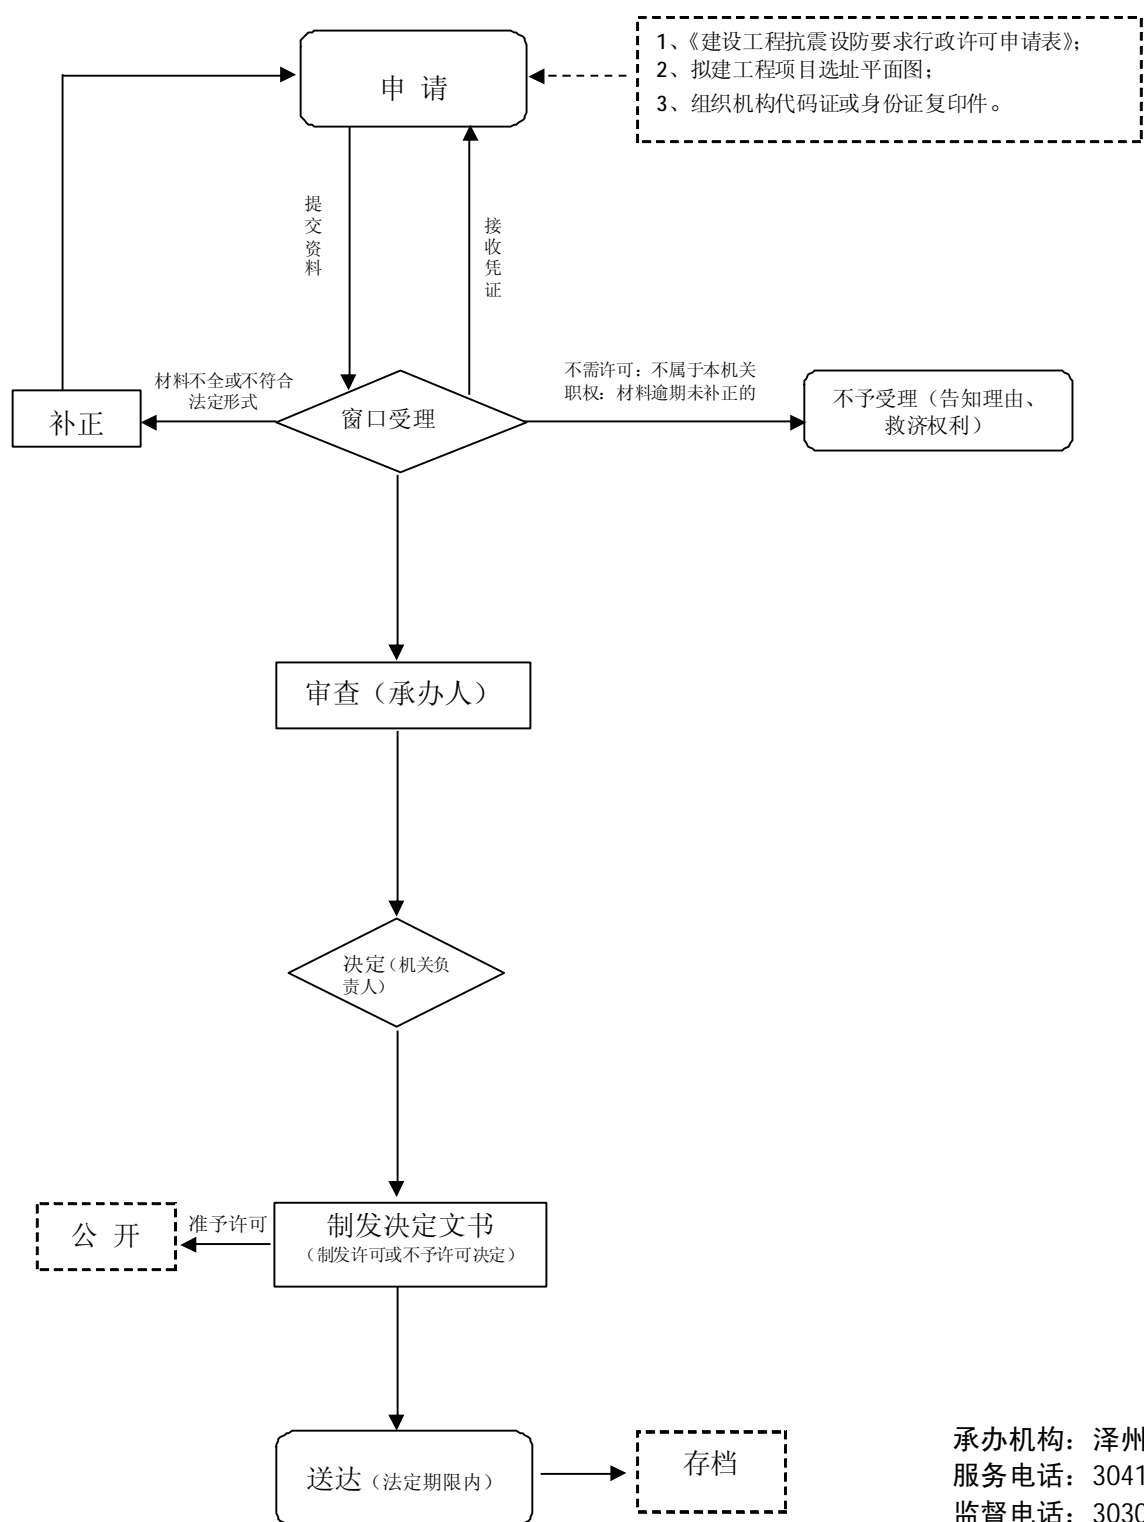 1、《建设工程抗震设防要求行政许可申请表》；
2、拟建工程项目选址平面图；
3、组织机构代码证或身份证复印件。
申 请
提交资料
接收凭证
材料不全或不符合
法定形式
不需许可：不属于本机关
职权：材料逾期未补正的
补正
窗口受理
不予受理（告知理由、
救济权利）
审查（承办人）
决定（机关负
责人）
公 开
准予许可
制发决定文书
（制发许可或不予许可决定）
送达（法定期限内）
存档
承办机构：泽州
服务电话：3041
监督电话：3030